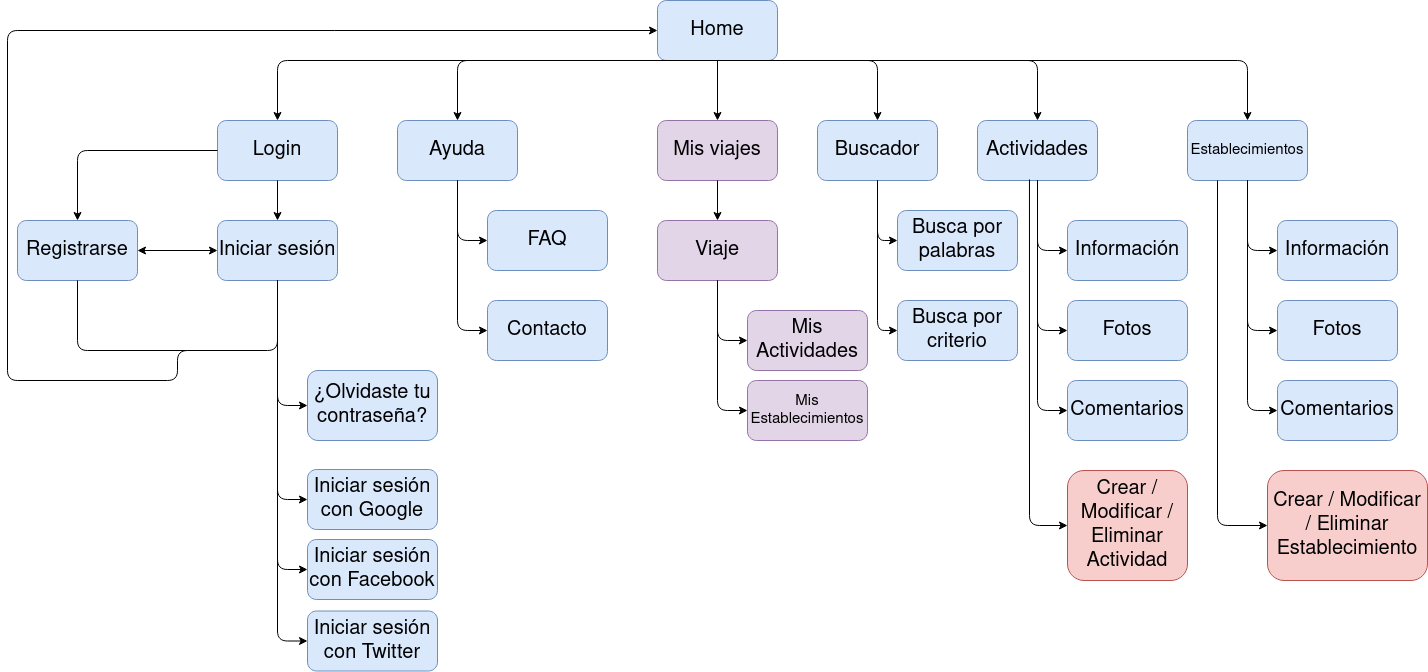 Home
Login
Ayuda
Mis viajes
Buscador
Actividades
Establecimientos
Registrarse
Iniciar sesión
FAQ
Contacto
Viaje
Mis
Actividades
Mis
Establecimientos
Busca por
palabras
Busca por
criterio
Información
Fotos
Comentarios
Crear /
Modificar /
Eliminar
Actividad
Información
Fotos
Comentarios
Crear / Modificar
/ Eliminar
Establecimiento
¿Olvidaste tu
contraseña?
Iniciar sesión
con Google
Iniciar sesión
con Facebook
Iniciar sesión
con Twitter